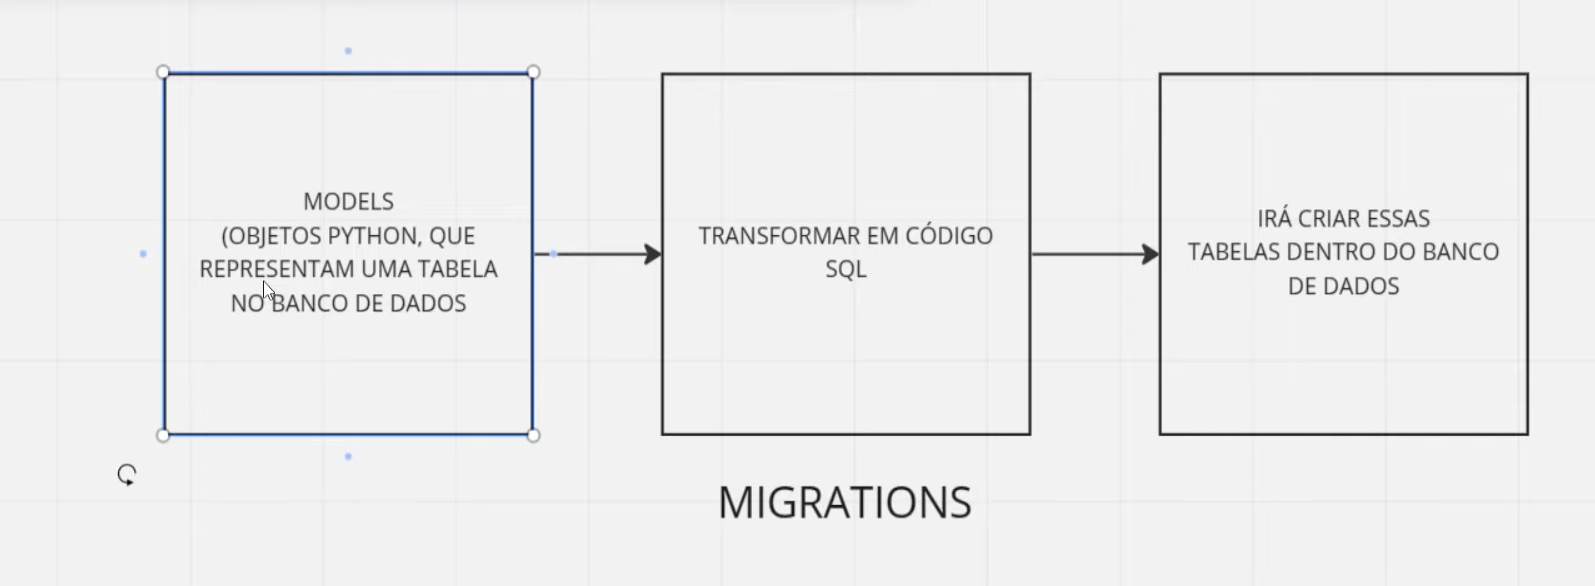 MODELS
(OBJETOS PYTHON, QUE
REPRESENTAM UMA TABELA
NO BANCO DE DADOS
TRANSFORMAR EM CÓDIGO
SQL
IRÁ CRIAR ESSAS
TABELAS DENTRO DO BANCO
DE DADOS
MIGRATIONS